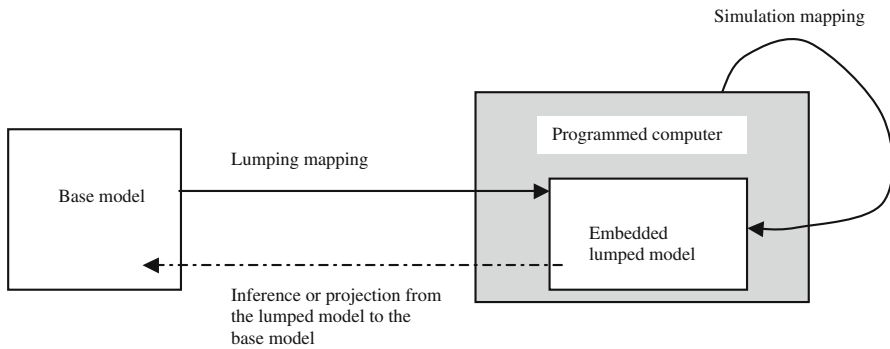 Simulation mapping
Programmed computer
Lumping mapping
Base model
Embedded
lumped model
Inference or projection from
the lumped model to the
base model